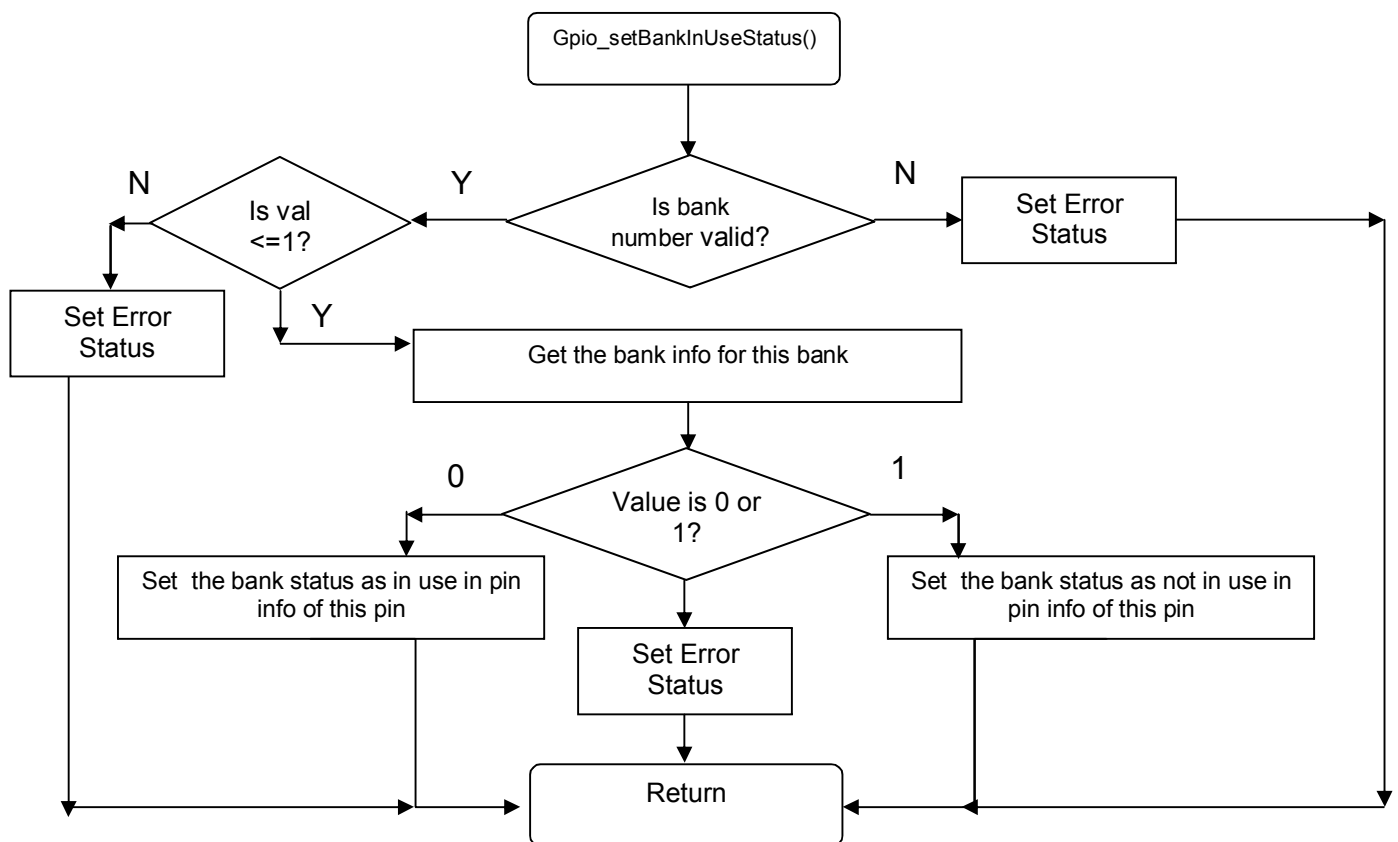 Gpio_setBankInUseStatus()
N
Y
N
Is val
<=1?
Is bank
number valid?
Set Error
Status
Set Error
Status
Y
Get the bank info for this bank
0
1
Value is 0 or
1?
Set the bank status as in use in pin
info of this pin
Set the bank status as not in use in
pin info of this pin
Set Error
Status
Return